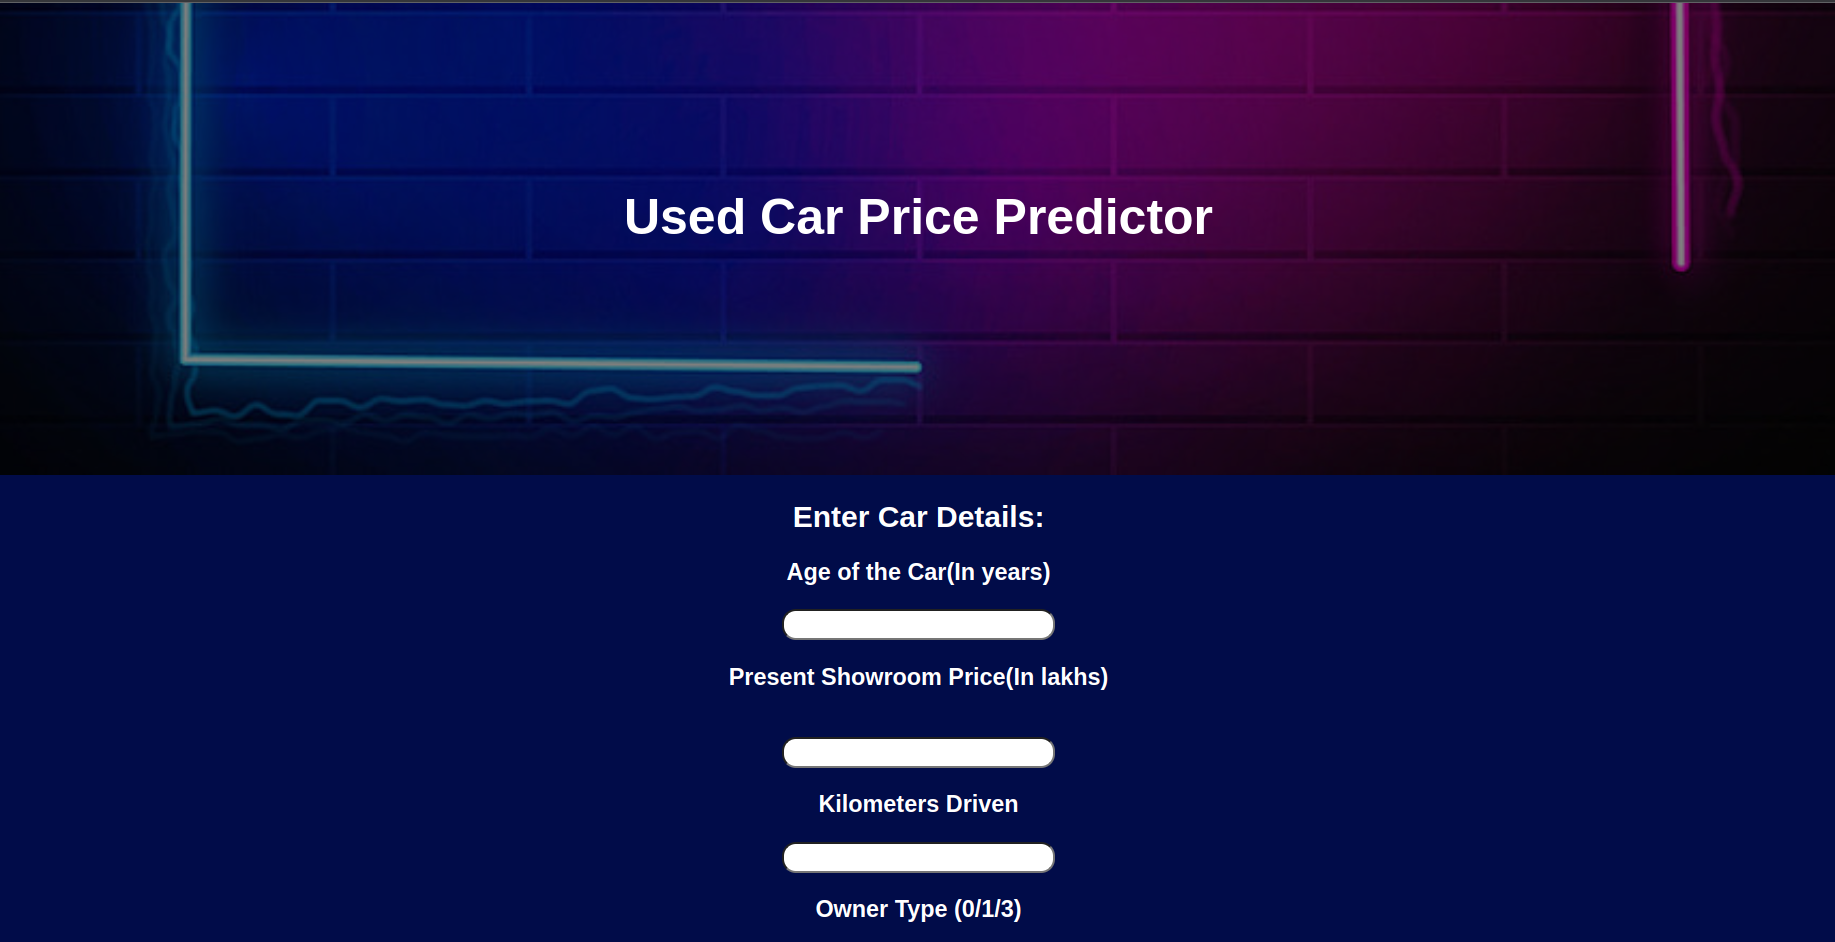 Used Car Price Predictor
Enter Car Details:
Age of the Car(In years)
Present Showroom Price(In lakhs)
Kilometers Driven
Owner Type (0/1/3)